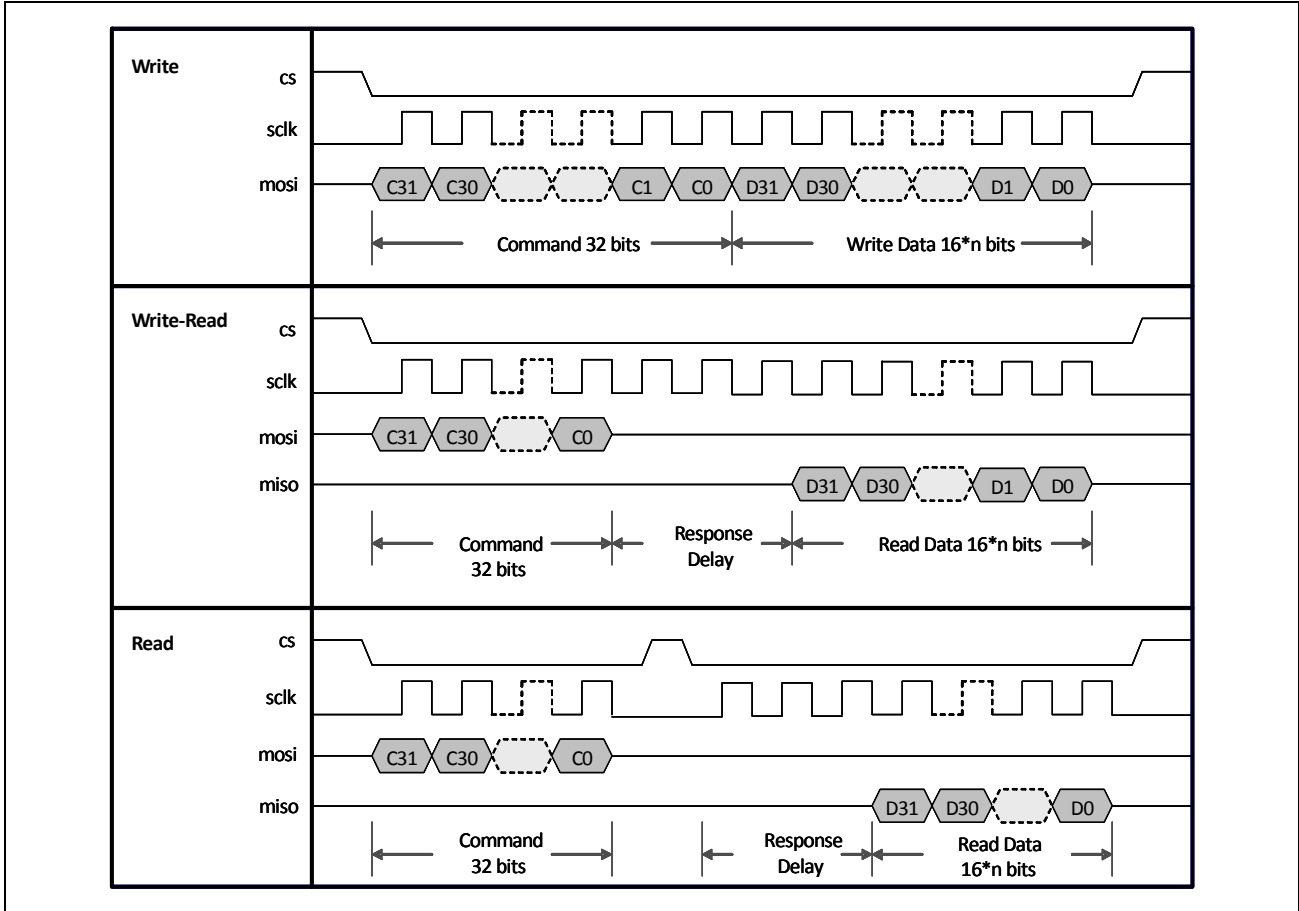 Write
cs
sclk
mosi C31 C30 C1 C0 D31 D30 D1 D0
Command 32 bits Write Data 16*n bits
Write-Read
cs
sclk
mosi C31 C30 C0
miso D31 D30 D1 D0
Command
32 bits
Response
Delay
Read Data 16*n bits
Read
cs
sclk
mosi C31 C30 C0
miso D31 D30 D0
Command
32 bits
Response
Delay
Read Data
16*n bits